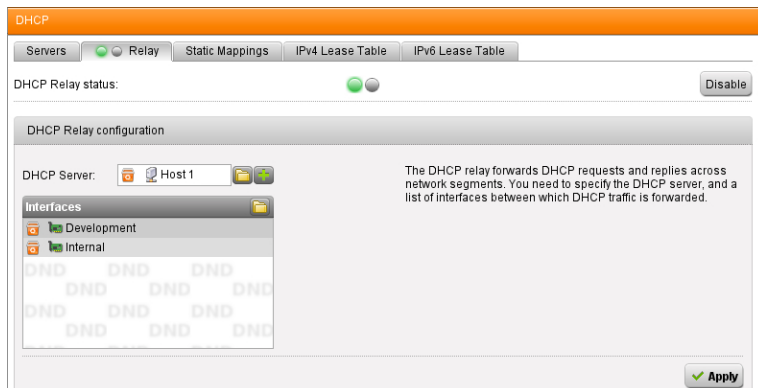 DHCP
Servers Relay Static Mappings IPv4 Lease Table IPv6 Lease Table
DHCP Relay status: Disable
DHCP Relay configuration
DHCP Server: Host 1
The DHCP relay forwards DHCP requests and replies across
network segments. You need to specify the DHCP server, and a
list of interfaces between which DHCP traffic is forwarded.
Interfaces
Development
Internal
DND DND DND
DND DND DND
DND DND DND
DND DND DND
Apply